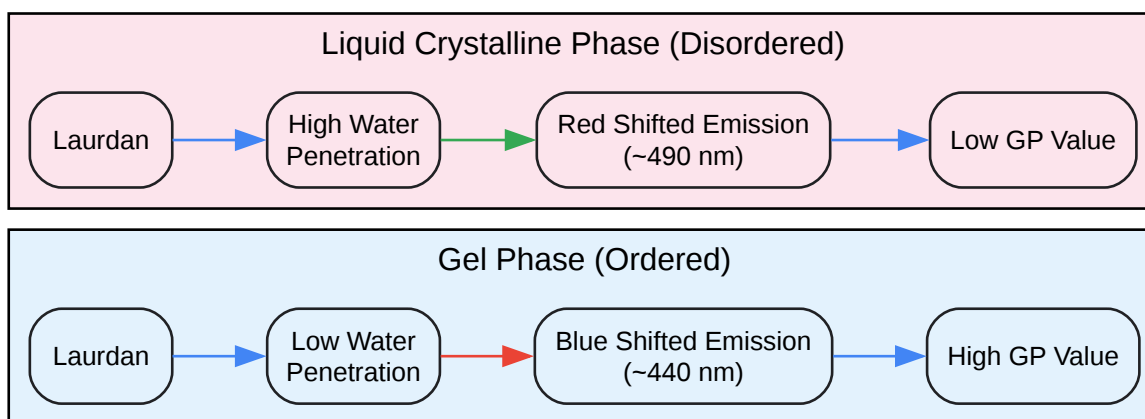 Liquid Crystalline Phase (Disordered)
Laurdan
High Water
Penetration
Red Shifted Emission
(~490 nm)
Low GP Value
Gel Phase (Ordered)
Laurdan
Low Water
Penetration
Blue Shifted Emission
(~440 nm)
High GP Value